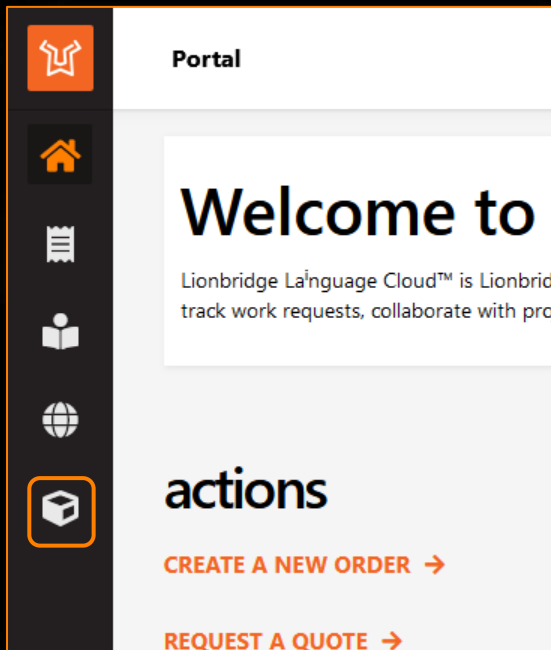 Portal
Welcome to
Lionbridge Laⁱnguage Cloud™ is Lionbrid
track work requests, collaborate with pro
actions
CREATE A NEW ORDER →
REQUEST A QUOTE →